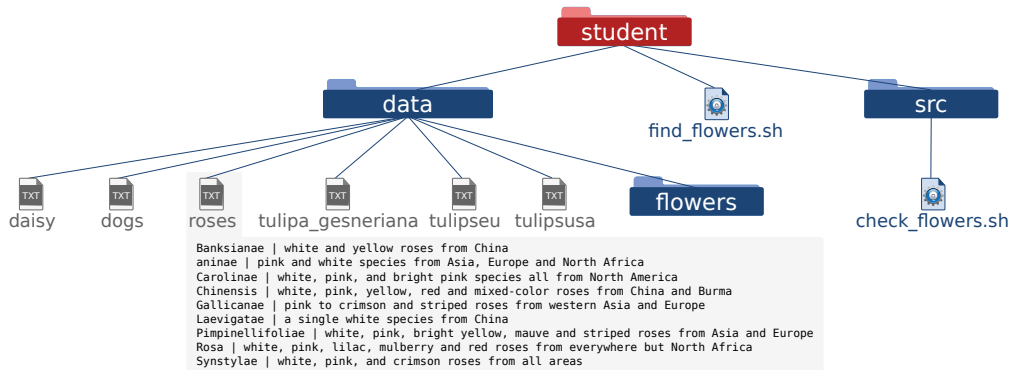 student
data
src
find_flowers.sh
TXT
TXT
TXT
TXT
TXT
TXT
flowers
daisy
dogs
roses
tulipa_gesneriana
tulipseu
tulipsusa
check_flowers.sh
Banksianae | white and yellow roses from China
aninae | pink and white species from Asia, Europe and North Africa
Carolinae | white, pink, and bright pink species all from North America
Chinensis | white, pink, yellow, red and mixed-color roses from China and Burma
Gallicanae | pink to crimson and striped roses from western Asia and Europe
Laevigatae | a single white species from China
Pimpinellifoliae | white, pink, bright yellow, mauve and striped roses from Asia and Europe
Rosa | white, pink, lilac, mulberry and red roses from everywhere but North Africa
Synstylae | white, pink, and crimson roses from all areas